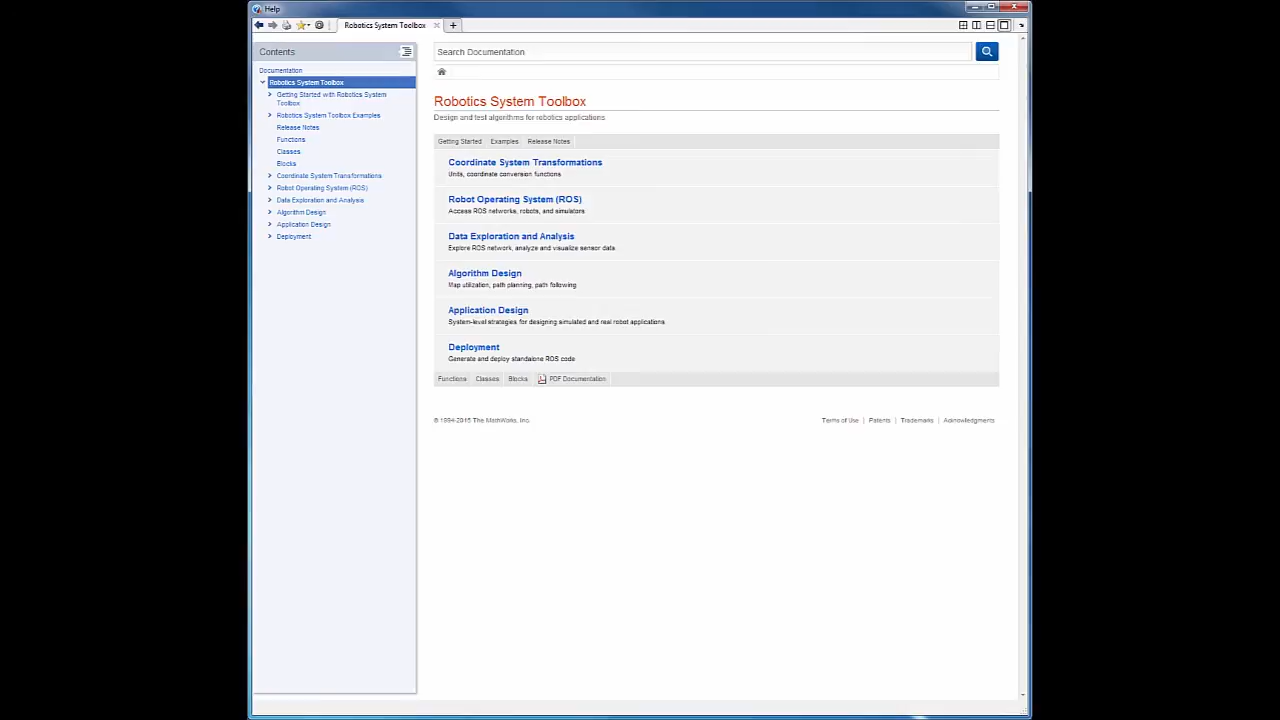 Help
Robotics System Toolbox
Contents
Documentation
Robotics System Toolbox
Getting Started with Robotics System
Toolbox
Robotics System Toolbox Examples
Release Notes
Functions
Classes
Blocks
Coordinate System Transformations
Robot Operating System (ROS)
Data Exploration and Analysis
Algorithm Design
Application Design
Deployment
Search Documentation
Robotics System Toolbox
Design and test algorithms for robotics applications
Getting Started Examples Release Notes
Coordinate System Transformations
Units, coordinate conversion functions
Robot Operating System (ROS)
Access ROS networks, robots, and simulators
Data Exploration and Analysis
Explore ROS network, analyze and visualize sensor data
Algorithm Design
Map utilization, path planning, path following
Application Design
System-level strategies for designing simulated and real robot applications
Deployment
Generate and deploy standalone ROS code
Functions Classes Blocks PDF Documentation
© 1994-2015 The MathWorks, Inc.
Terms of Use | Patents | Trademarks | Acknowledgments